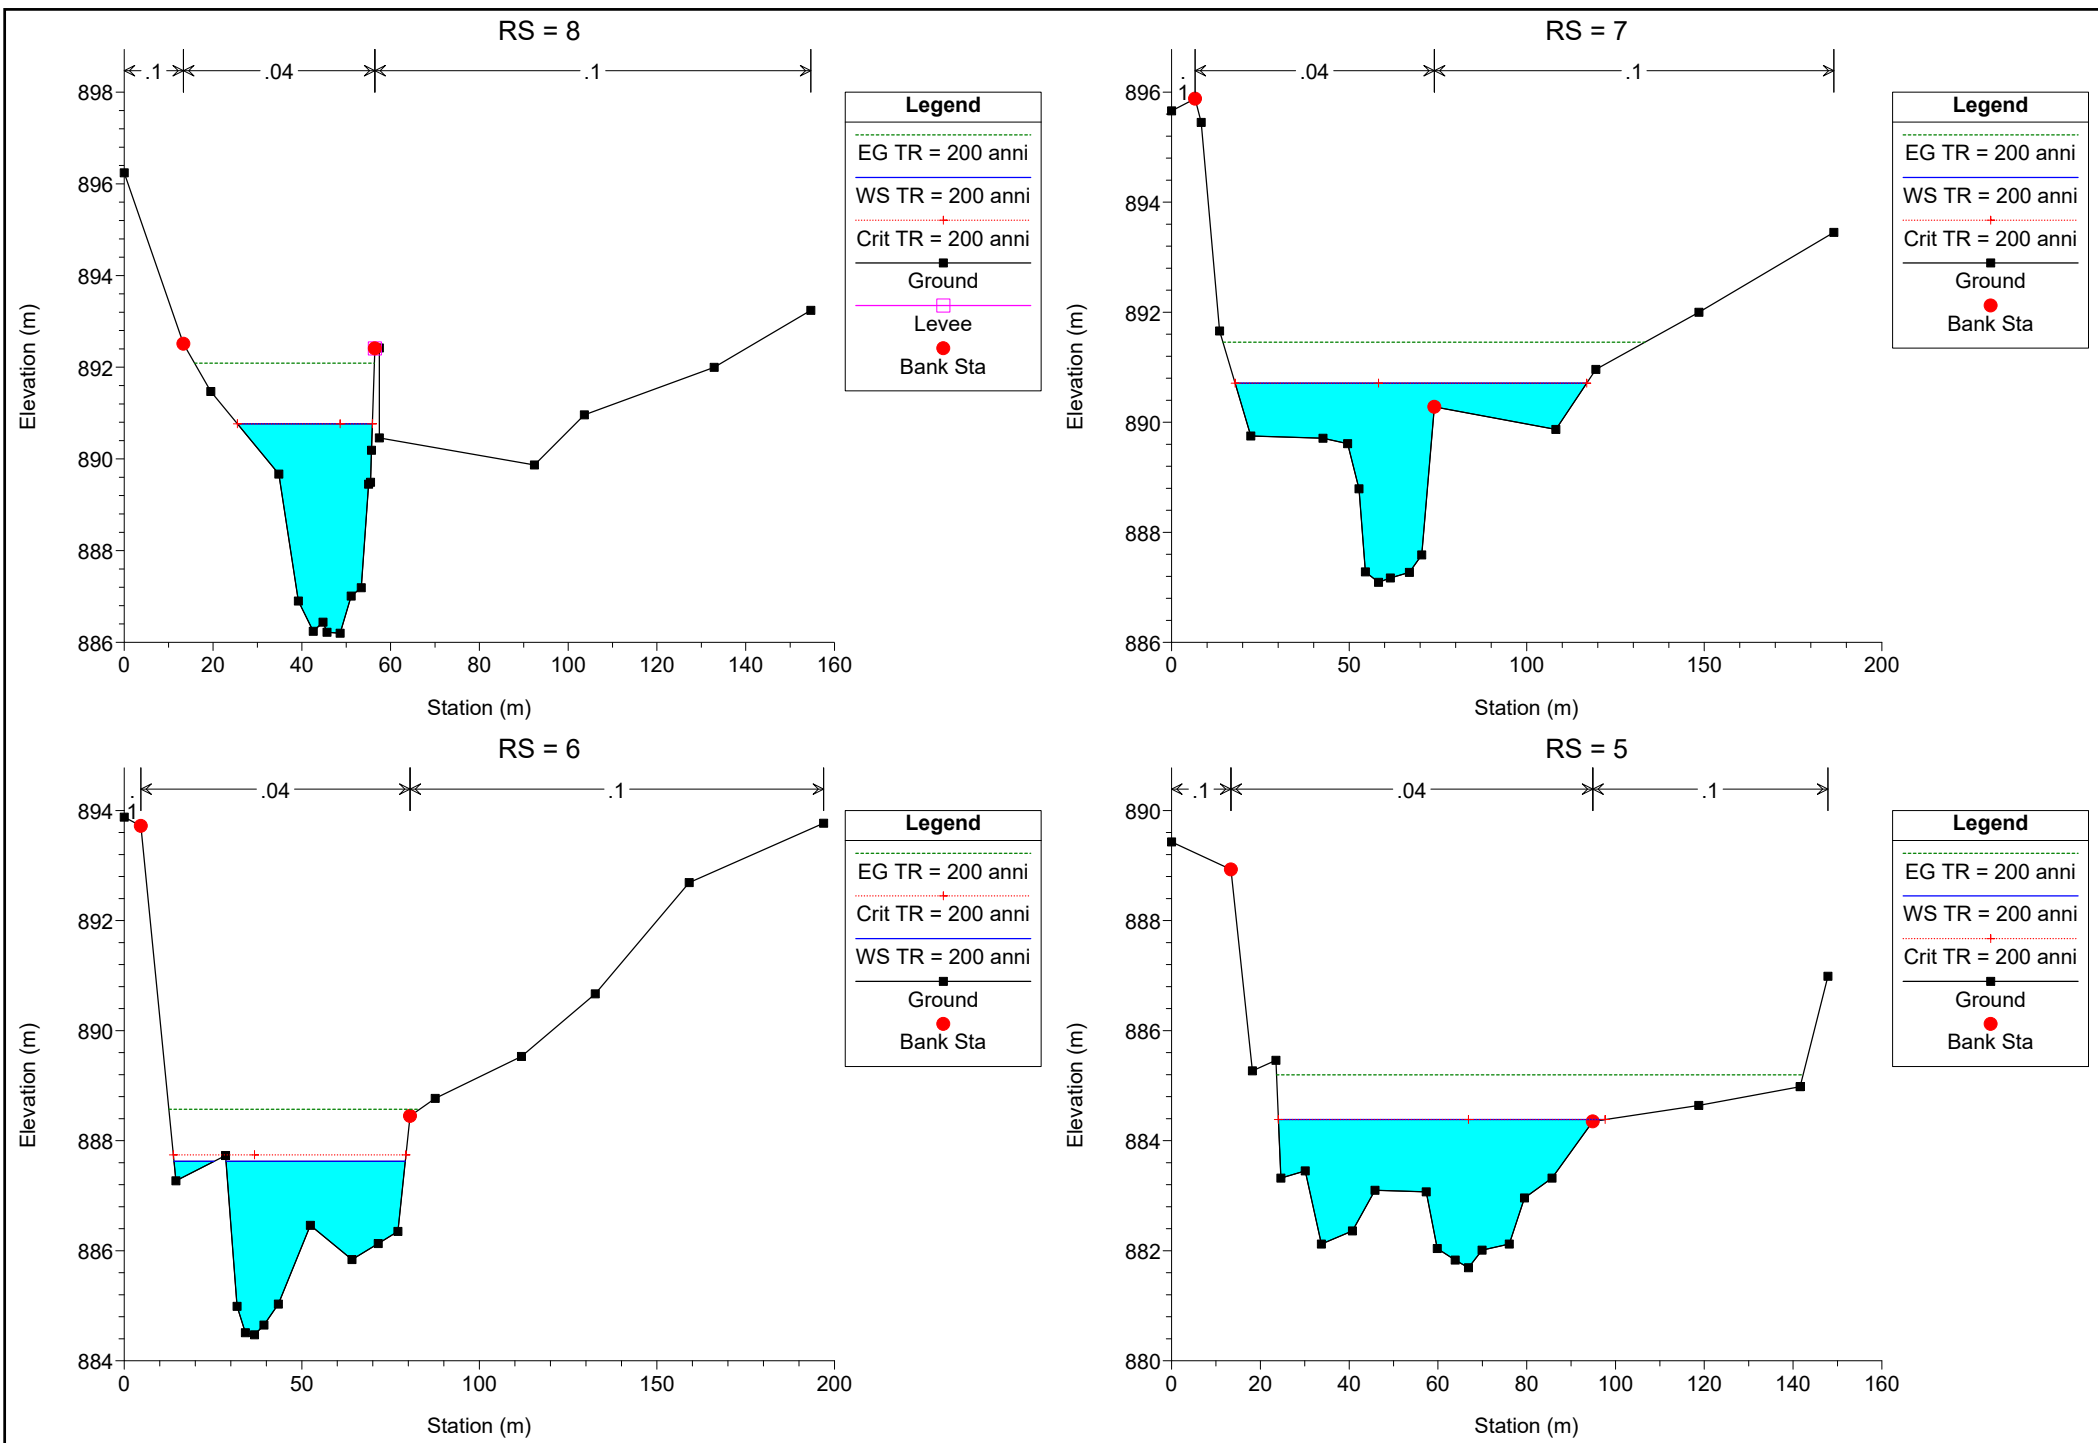 RS = 8
.1
.04
.1
898
896
894
892
890
888
886
0
20
40
60
80
100
120
140
160
Elevation (m)
Station (m)
Legend
EG TR = 200 anni
WS TR = 200 anni
Crit TR = 200 anni
Ground
Levee
Bank Sta
RS = 7
.
1
.04
.1
896
894
892
890
888
886
0
50
100
150
200
Elevation (m)
Station (m)
Legend
EG TR = 200 anni
WS TR = 200 anni
Crit TR = 200 anni
Ground
Bank Sta
RS = 6
.
1
.04
.1
894
892
890
888
886
884
0
50
100
150
200
Elevation (m)
Station (m)
Legend
EG TR = 200 anni
Crit TR = 200 anni
WS TR = 200 anni
Ground
Bank Sta
RS = 5
.1
.04
.1
890
888
886
884
882
880
0
20
40
60
80
100
120
140
160
Elevation (m)
Station (m)
Legend
EG TR = 200 anni
WS TR = 200 anni
Crit TR = 200 anni
Ground
Bank Sta